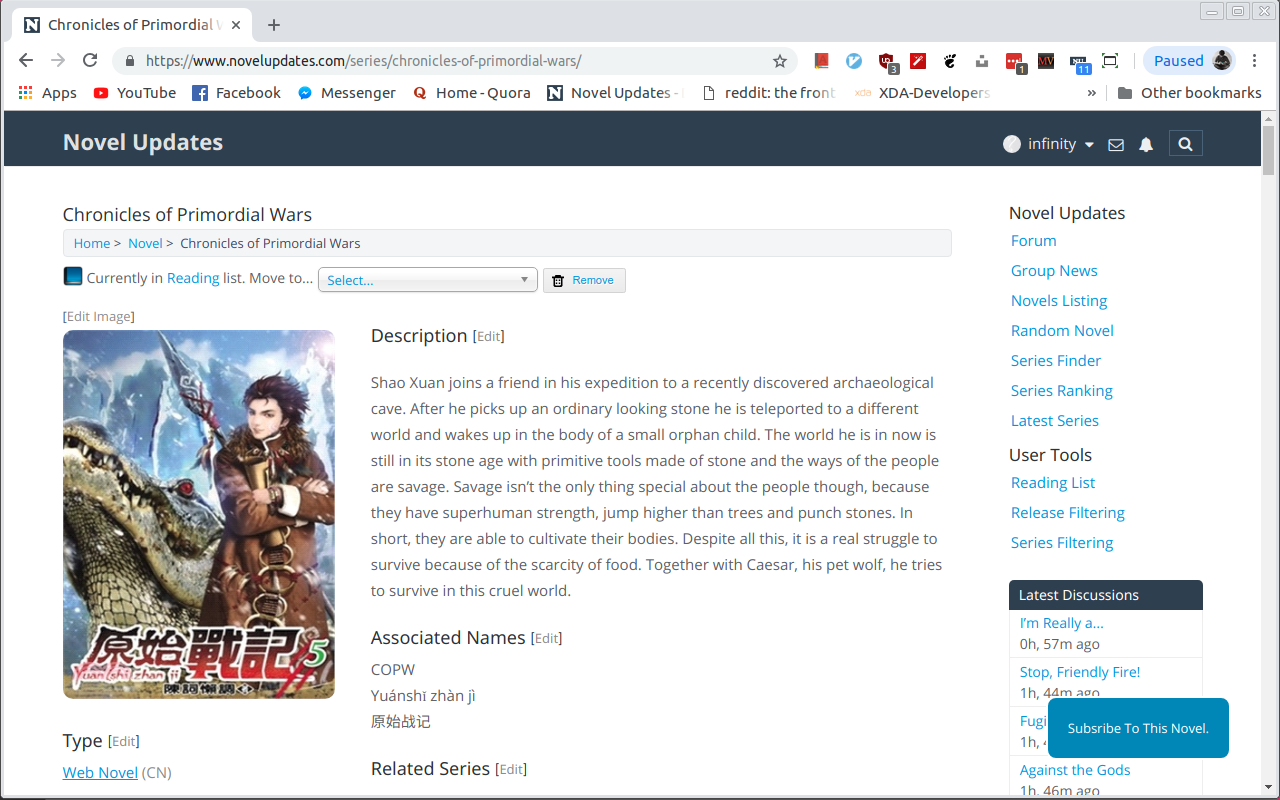 Chronicles of Primordial W
https://www.novelupdates.com/series/chronicles-of-primordial-wars/
3
1
MV
NU
11
Paused
Apps
YouTube
Facebook
Messenger
Home - Quora
Novel Updates -
reddit: the front
xda
XDA-Developers
»
Other bookmarks
Novel Updates
infinity
Chronicles of Primordial Wars
Home > Novel > Chronicles of Primordial Wars
Currently in Reading list. Move to... Select... Remove
[Edit Image]
原始戰記
5
Yuan shi zhan ji
陳詞懶調
Type [Edit]
Web Novel (CN)
Description [Edit]
Shao Xuan joins a friend in his expedition to a recently discovered archaeological
cave. After he picks up an ordinary looking stone he is teleported to a different
world and wakes up in the body of a small orphan child. The world he is in now is
still in its stone age with primitive tools made of stone and the ways of the people
are savage. Savage isn’t the only thing special about the people though, because
they have superhuman strength, jump higher than trees and punch stones. In
short, they are able to cultivate their bodies. Despite all this, it is a real struggle to
survive because of the scarcity of food. Together with Caesar, his pet wolf, he tries
to survive in this cruel world.
Associated Names [Edit]
COPW
Yuánshǐ zhàn jì
原始战记
Related Series [Edit]
Novel Updates
Forum
Group News
Novels Listing
Random Novel
Series Finder
Series Ranking
Latest Series
User Tools
Reading List
Release Filtering
Series Filtering
Latest Discussions
I’m Really a...
0h, 57m ago
Stop, Friendly Fire!
1h, 44m ago
Fugi
1h,
Subsribe To This Novel.
Against the Gods
1h, 46m ago